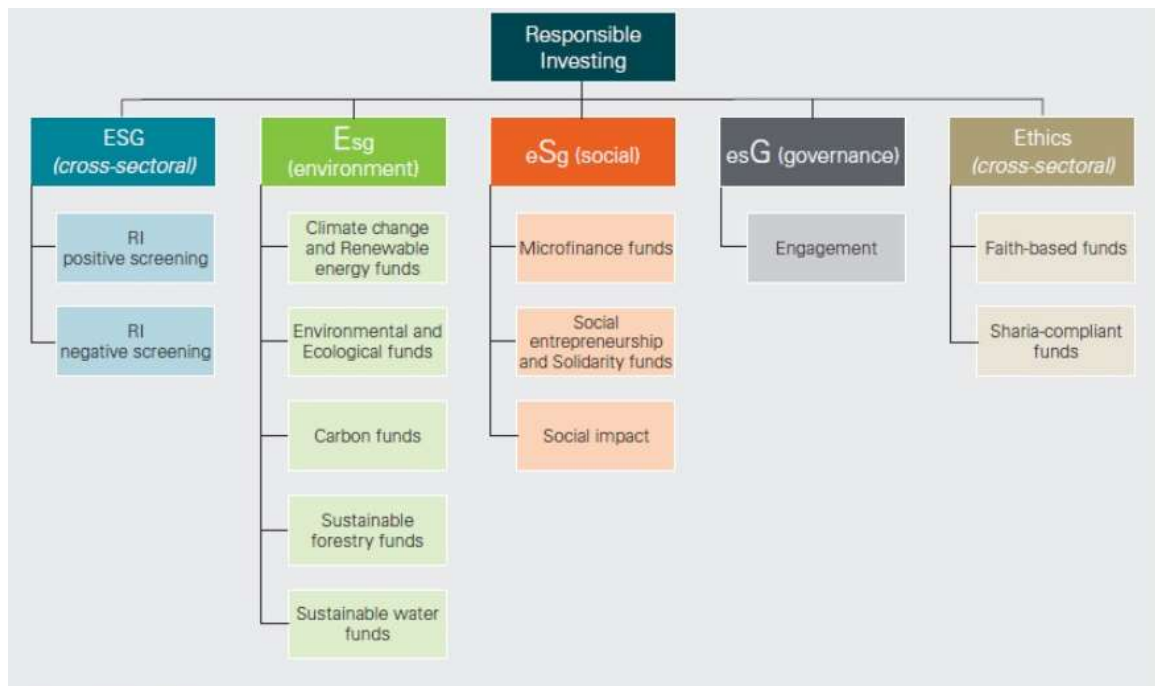 Responsible
Investing
ESG
(cross-sectoral)
RI
positive screening
RI
negative screening
Esg
(environment)
Climate change
and Renewable
energy funds
Environmental and
Ecological funds
Carbon funds
Sustainable
forestry funds
Sustainable water
funds
eSg (social)
Microfinance funds
Social
entrepreneurship
and Solidarity funds
Social impact
esG (governance)
Engagement
Ethics
(cross-sectoral)
Faith-based funds
Sharia-compliant
funds